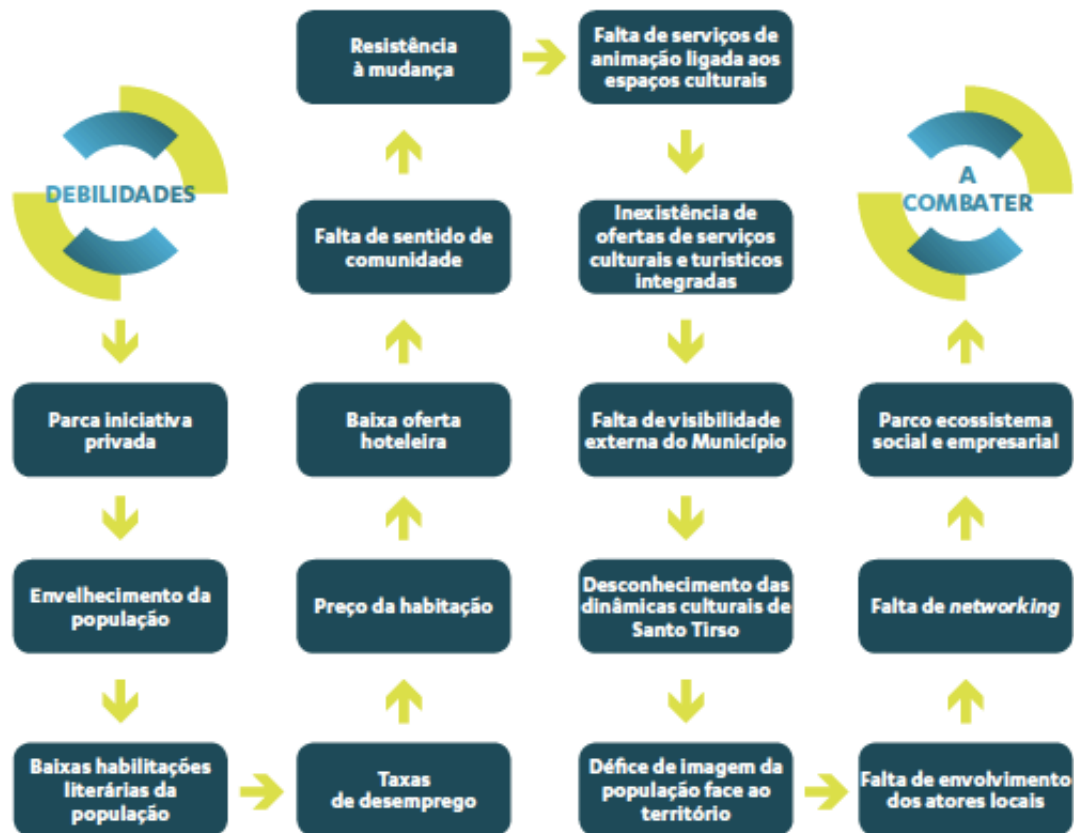 DEBILIDADES
Parca iniciativa
privada
Envelhecimento da
população
Baixas habilitações
literárias da
população
Taxas
de desemprego
Preço da habitação
Baixa oferta
hoteleira
Falta de sentido de
comunidade
Resistência
à mudança
Falta de serviços de
animação ligada aos
espaços culturais
Inexistência de
ofertas de serviços
culturais e turisticos
integradas
Falta de visibilidade
externa do Município
Desconhecimento das
dinâmicas culturais de
Santo Tirso
Défice de imagem da
população face ao
território
Falta de envolvimento
dos atores locais
Falta de networking
Parco ecossistema
social e empresarial
A
COMBATER